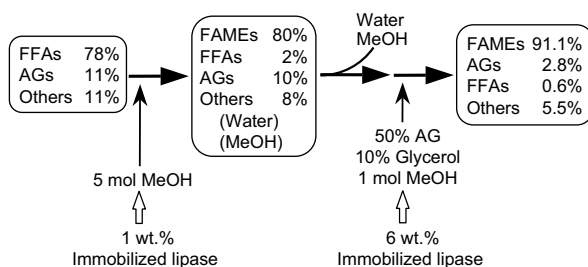 FFAs 78%
AGs 11%
Others 11%
5 mol MeOH
1 wt.%
Immobilized lipase
FAMEs 80%
FFAs 2%
AGs 10%
Others 8%
(Water)
(MeOH)
Water
MeOH
50% AG
10% Glycerol
1 mol MeOH
6 wt.%
Immobilized lipase
FAMEs 91.1%
AGs 2.8%
FFAs 0.6%
Others 5.5%